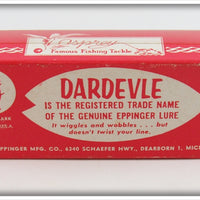 Dardevle
Famous Fishing Tackle
DARDEVLE
IS THE REGISTERED TRADE NAME
OF THE GENUINE EPPINGER LURE
It wiggles and wobbles . . . but
doesn't twist your line.
EPPINGER MFG. CO., 6340 SCHAEFER HWY., DEARBORN 1, MICH